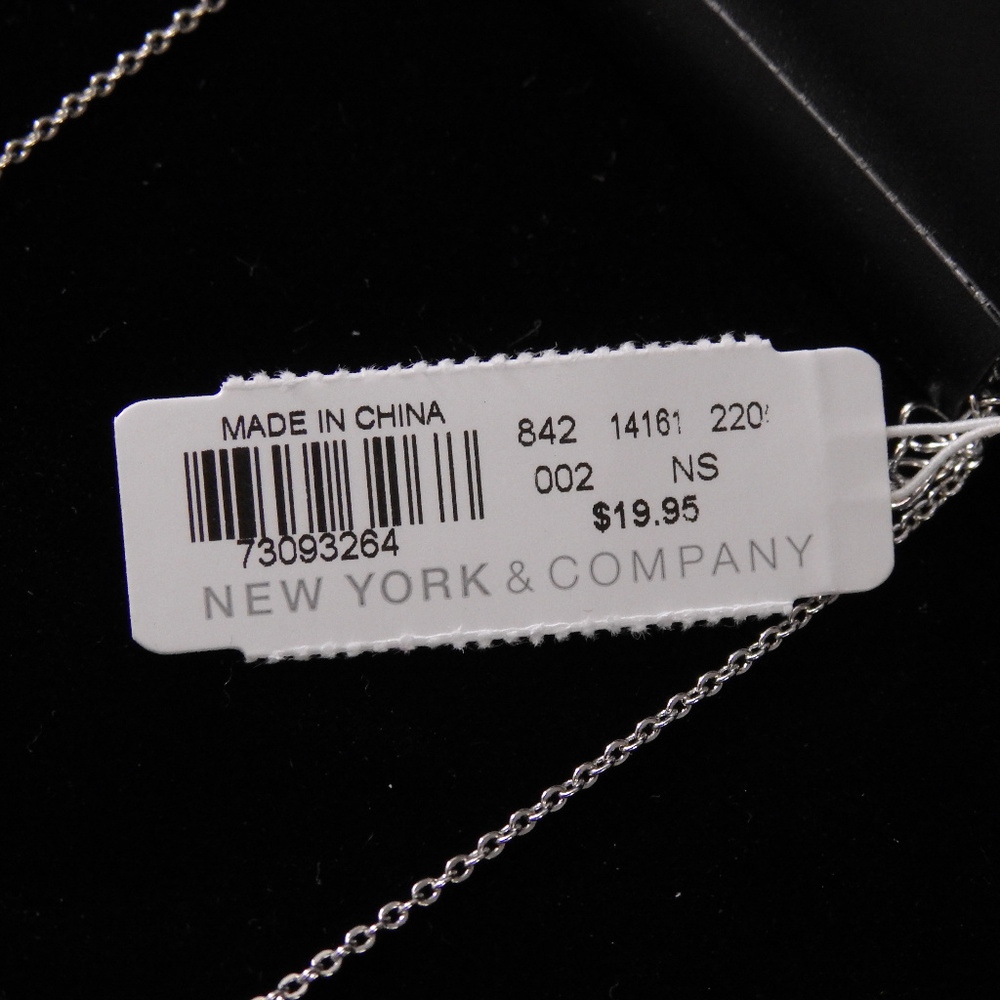 MADE IN CHINA
73093264
842 14161
002 NS
$19.95
NEW YORK & COMPANY